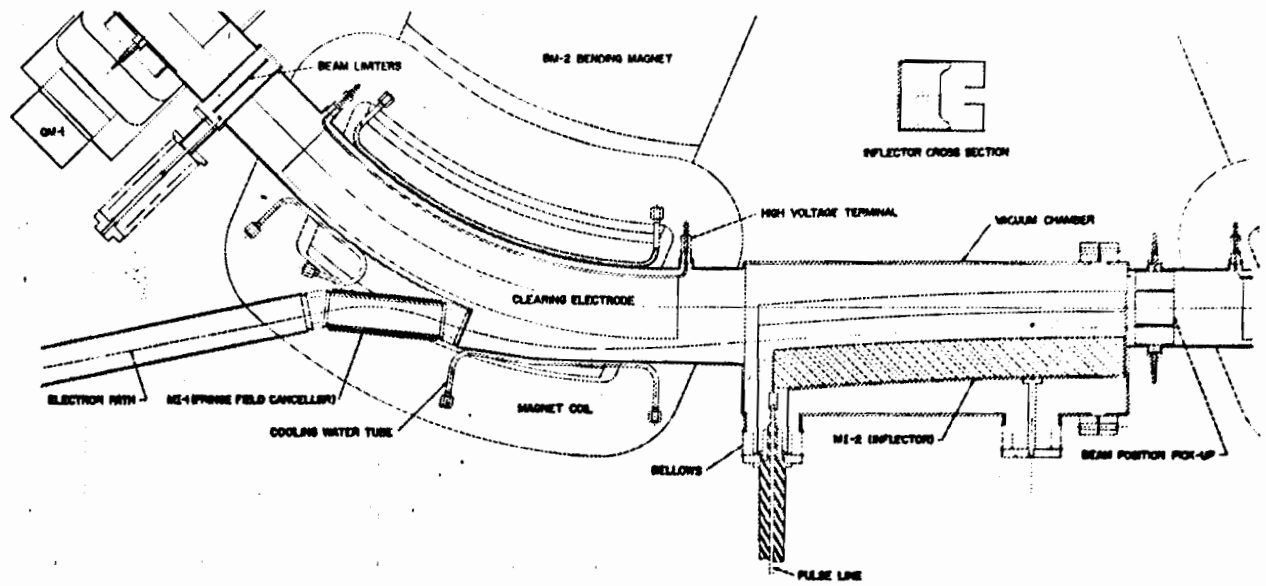 BEAM LIMITERS
BM-2 BENDING MAGNET
QM-1
INFLECTOR CROSS SECTION
HIGH VOLTAGE TERMINAL
VACUUM CHAMBER
CLEARING ELECTRODE
ELECTRON PATH
MI-1 (FRINGE FIELD CANCELLER)
MAGNET COIL
COOLING WATER TUBE
MI-2 (INFLECTOR)
BEAM POSITION PICK-UP
BELLOWS
PULSE LINE